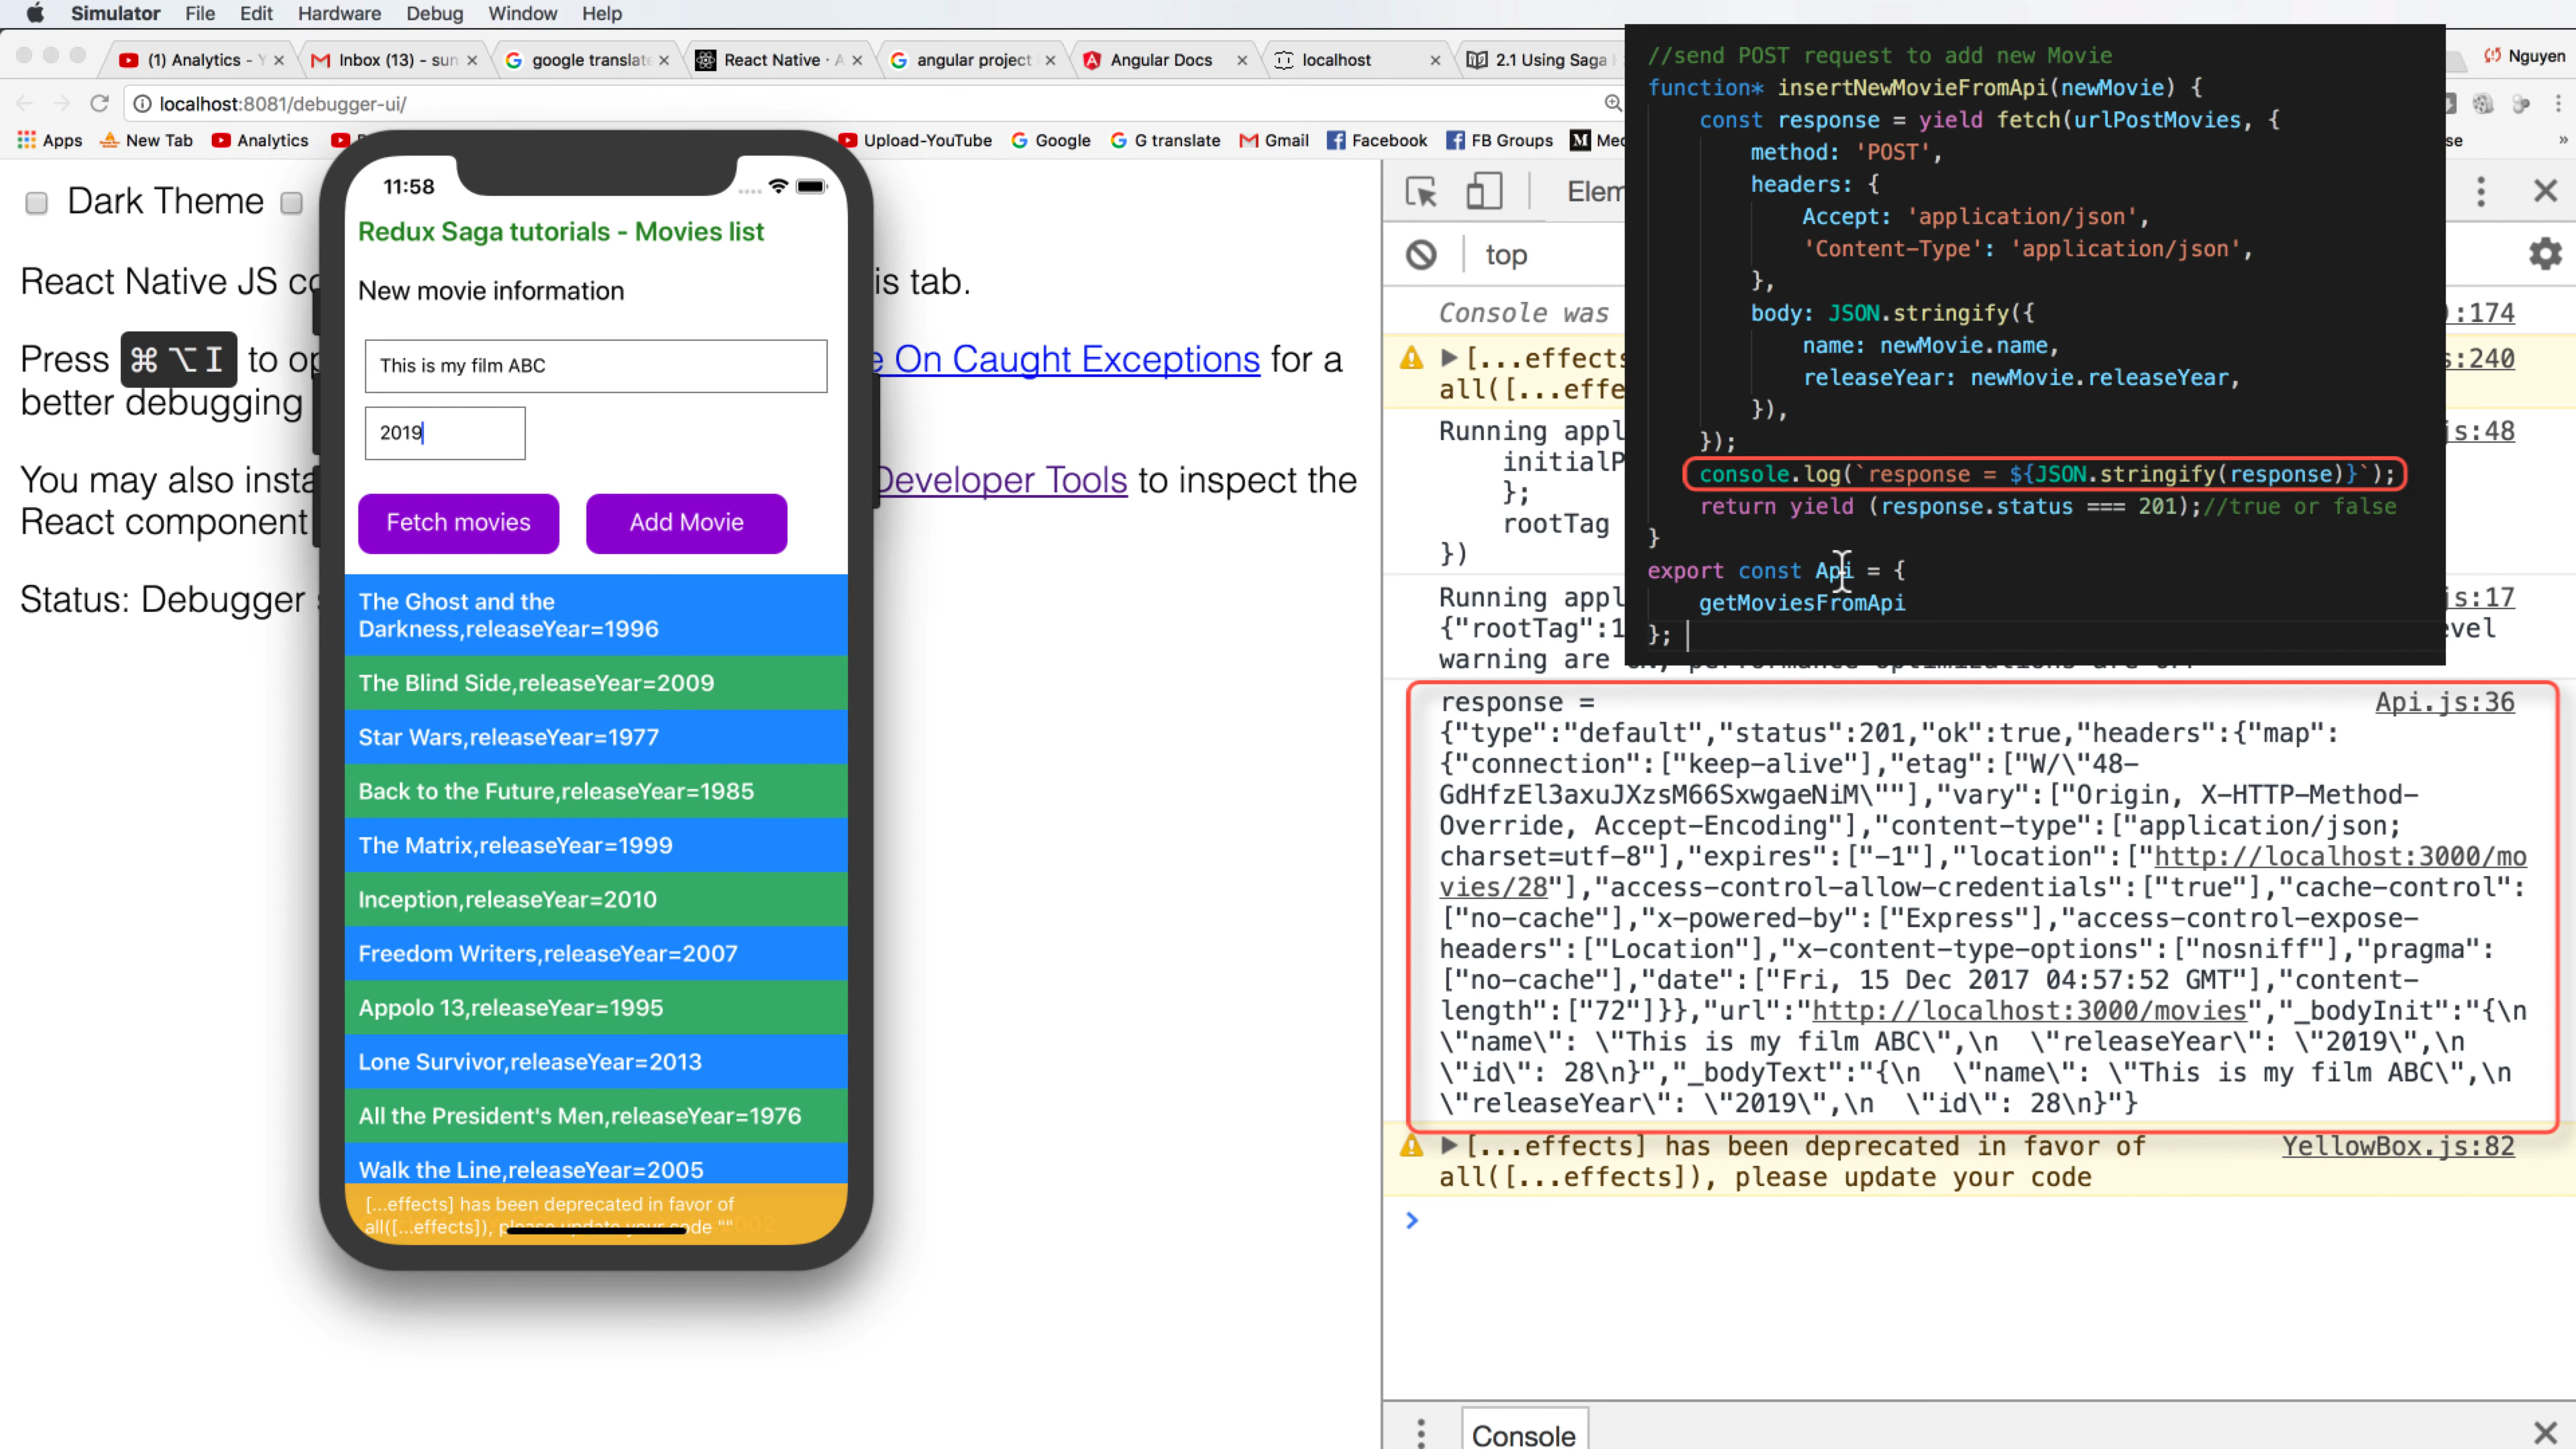 Simulator File Edit Hardware Debug Window Help
(1) Analytics - Y
Inbox (13) - sun
google translate
React Native · A
angular project
Angular Docs
localhost
2.1 Using Saga
Nguyen
localhost:8081/debugger-ui/
Apps New Tab Analytics Upload-YouTube Google G translate Gmail Facebook FB Groups
Dark Theme
React Native JS co
is tab.
Press ⌘⌥I to op
e On Caught Exceptions for a
better debugging
You may also insta
Developer Tools to inspect the
React component
Status: Debugger s
11:58
Redux Saga tutorials - Movies list
New movie information
This is my film ABC
2019
Fetch movies
Add Movie
The Ghost and the
Darkness,releaseYear=1996
The Blind Side,releaseYear=2009
Star Wars,releaseYear=1977
Back to the Future,releaseYear=1985
The Matrix,releaseYear=1999
Inception,releaseYear=2010
Freedom Writers,releaseYear=2007
Appolo 13,releaseYear=1995
Lone Survivor,releaseYear=2013
All the President's Men,releaseYear=1976
Walk the Line,releaseYear=2005
[...effects] has been deprecated in favor of
all([...effects]), please update your code ""
//send POST request to add new Movie
function* insertNewMovieFromApi(newMovie) {
const response = yield fetch(urlPostMovies, {
method: 'POST',
headers: {
Accept: 'application/json',
'Content-Type': 'application/json',
},
body: JSON.stringify({
name: newMovie.name,
releaseYear: newMovie.releaseYear,
}),
});
console.log(`response = ${JSON.stringify(response)}`);
return yield (response.status === 201);//true or false
}
export const Api = {
getMoviesFromApi
};
Elem
top
Console was
:174
[...effects
s:240
all([...effe
Running appl
js:48
initialP
};
rootTag
})
Running appl
js:17
{"rootTag":1
evel
warning are
response =
Api.js:36
{"type":"default","status":201,"ok":true,"headers":{"map":
{"connection":["keep-alive"],"etag":["W/\"48-
GdHfzEl3axuJXzsM66SxwgaeNiM\""],"vary":["Origin, X-HTTP-Method-
Override, Accept-Encoding"],"content-type":["application/json;
charset=utf-8"],"expires":["-1"],"location":["http://localhost:3000/mo
vies/28"],"access-control-allow-credentials":["true"],"cache-control":
["no-cache"],"x-powered-by":["Express"],"access-control-expose-
headers":["Location"],"x-content-type-options":["nosniff"],"pragma":
["no-cache"],"date":["Fri, 15 Dec 2017 04:57:52 GMT"],"content-
length":["72"]}},"url":"http://localhost:3000/movies","_bodyInit":"{\n
\"name\": \"This is my film ABC\",\n  \"releaseYear\": \"2019\",\n
\"id\": 28\n}","_bodyText":"{\n  \"name\": \"This is my film ABC\",\n
\"releaseYear\": \"2019\",\n  \"id\": 28\n}"}
[...effects] has been deprecated in favor of
YellowBox.js:82
all([...effects]), please update your code
Console